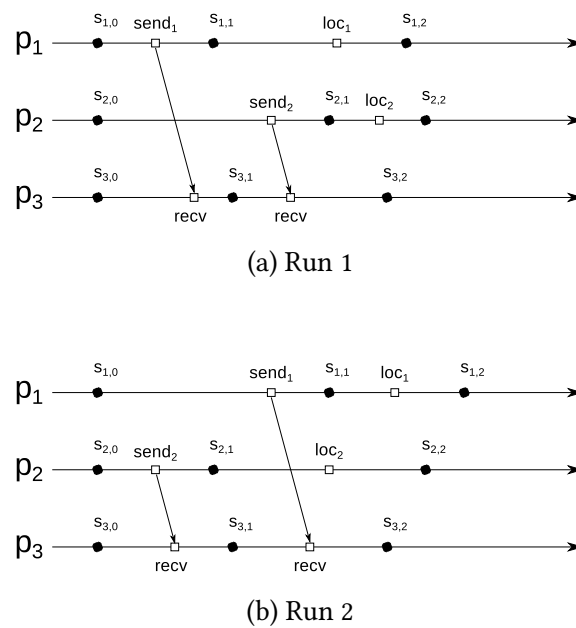 s1,0 send1 s1,1 loc1 s1,2
p1
s2,0 send2 s2,1 loc2 s2,2
p2
s3,0 s3,1 s3,2
p3
recv recv
(a) Run 1
s1,0 send1 s1,1 loc1 s1,2
p1
s2,0 send2 s2,1 loc2 s2,2
p2
s3,0 s3,1 s3,2
p3
recv recv
(b) Run 2